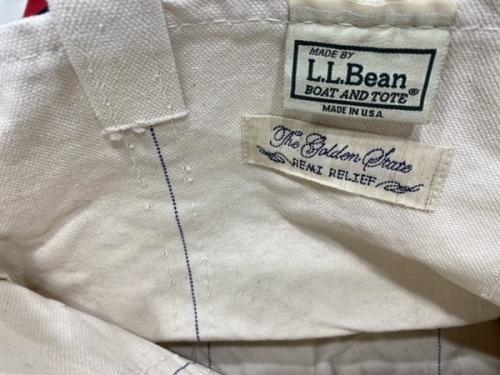 MADE BY
L.L.Bean®
BOAT AND TOTE
MADE IN U.S.A.
The Golden State
REMI RELIEF